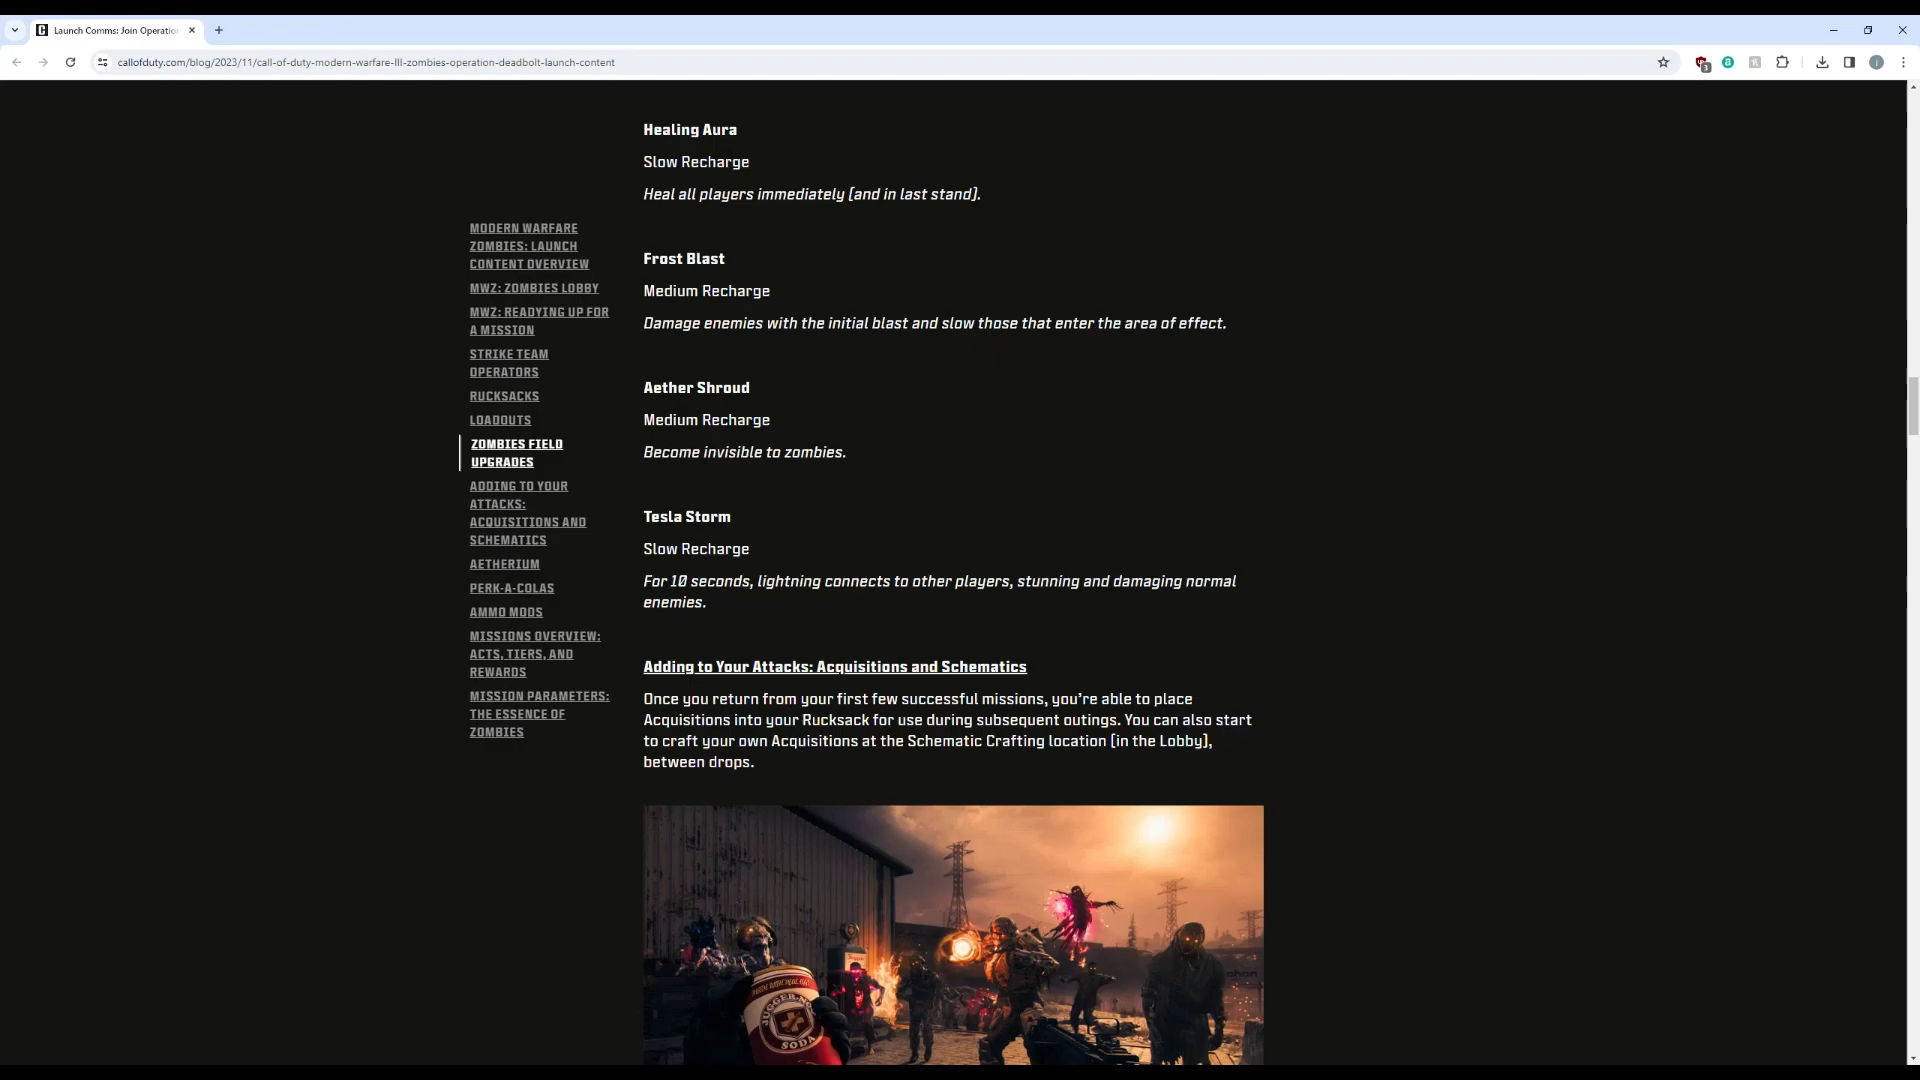 Launch Comms: Join Operatio
callofduty.com/blog/2023/11/call-of-duty-modern-warfare-III-zombies-operation-deadbolt-launch-content
MODERN WARFARE
ZOMBIES: LAUNCH
CONTENT OVERVIEW
MWZ: ZOMBIES LOBBY
MWZ: READYING UP FOR
A MISSION
STRIKE TEAM
OPERATORS
RUCKSACKS
LOADOUTS
ZOMBIES FIELD
UPGRADES
ADDING TO YOUR
ATTACKS:
ACQUISITIONS AND
SCHEMATICS
AETHERIUM
PERK-A-COLAS
AMMO MODS
MISSIONS OVERVIEW:
ACTS, TIERS, AND
REWARDS
MISSION PARAMETERS:
THE ESSENCE OF
ZOMBIES
Healing Aura
Slow Recharge
Heal all players immediately [and in last stand].
Frost Blast
Medium Recharge
Damage enemies with the initial blast and slow those that enter the area of effect.
Aether Shroud
Medium Recharge
Become invisible to zombies.
Tesla Storm
Slow Recharge
For 10 seconds, lightning connects to other players, stunning and damaging normal
enemies.
Adding to Your Attacks: Acquisitions and Schematics
Once you return from your first few successful missions, you’re able to place
Acquisitions into your Rucksack for use during subsequent outings. You can also start
to craft your own Acquisitions at the Schematic Crafting location [in the Lobby],
between drops.
JUGGER-NOG
SODA